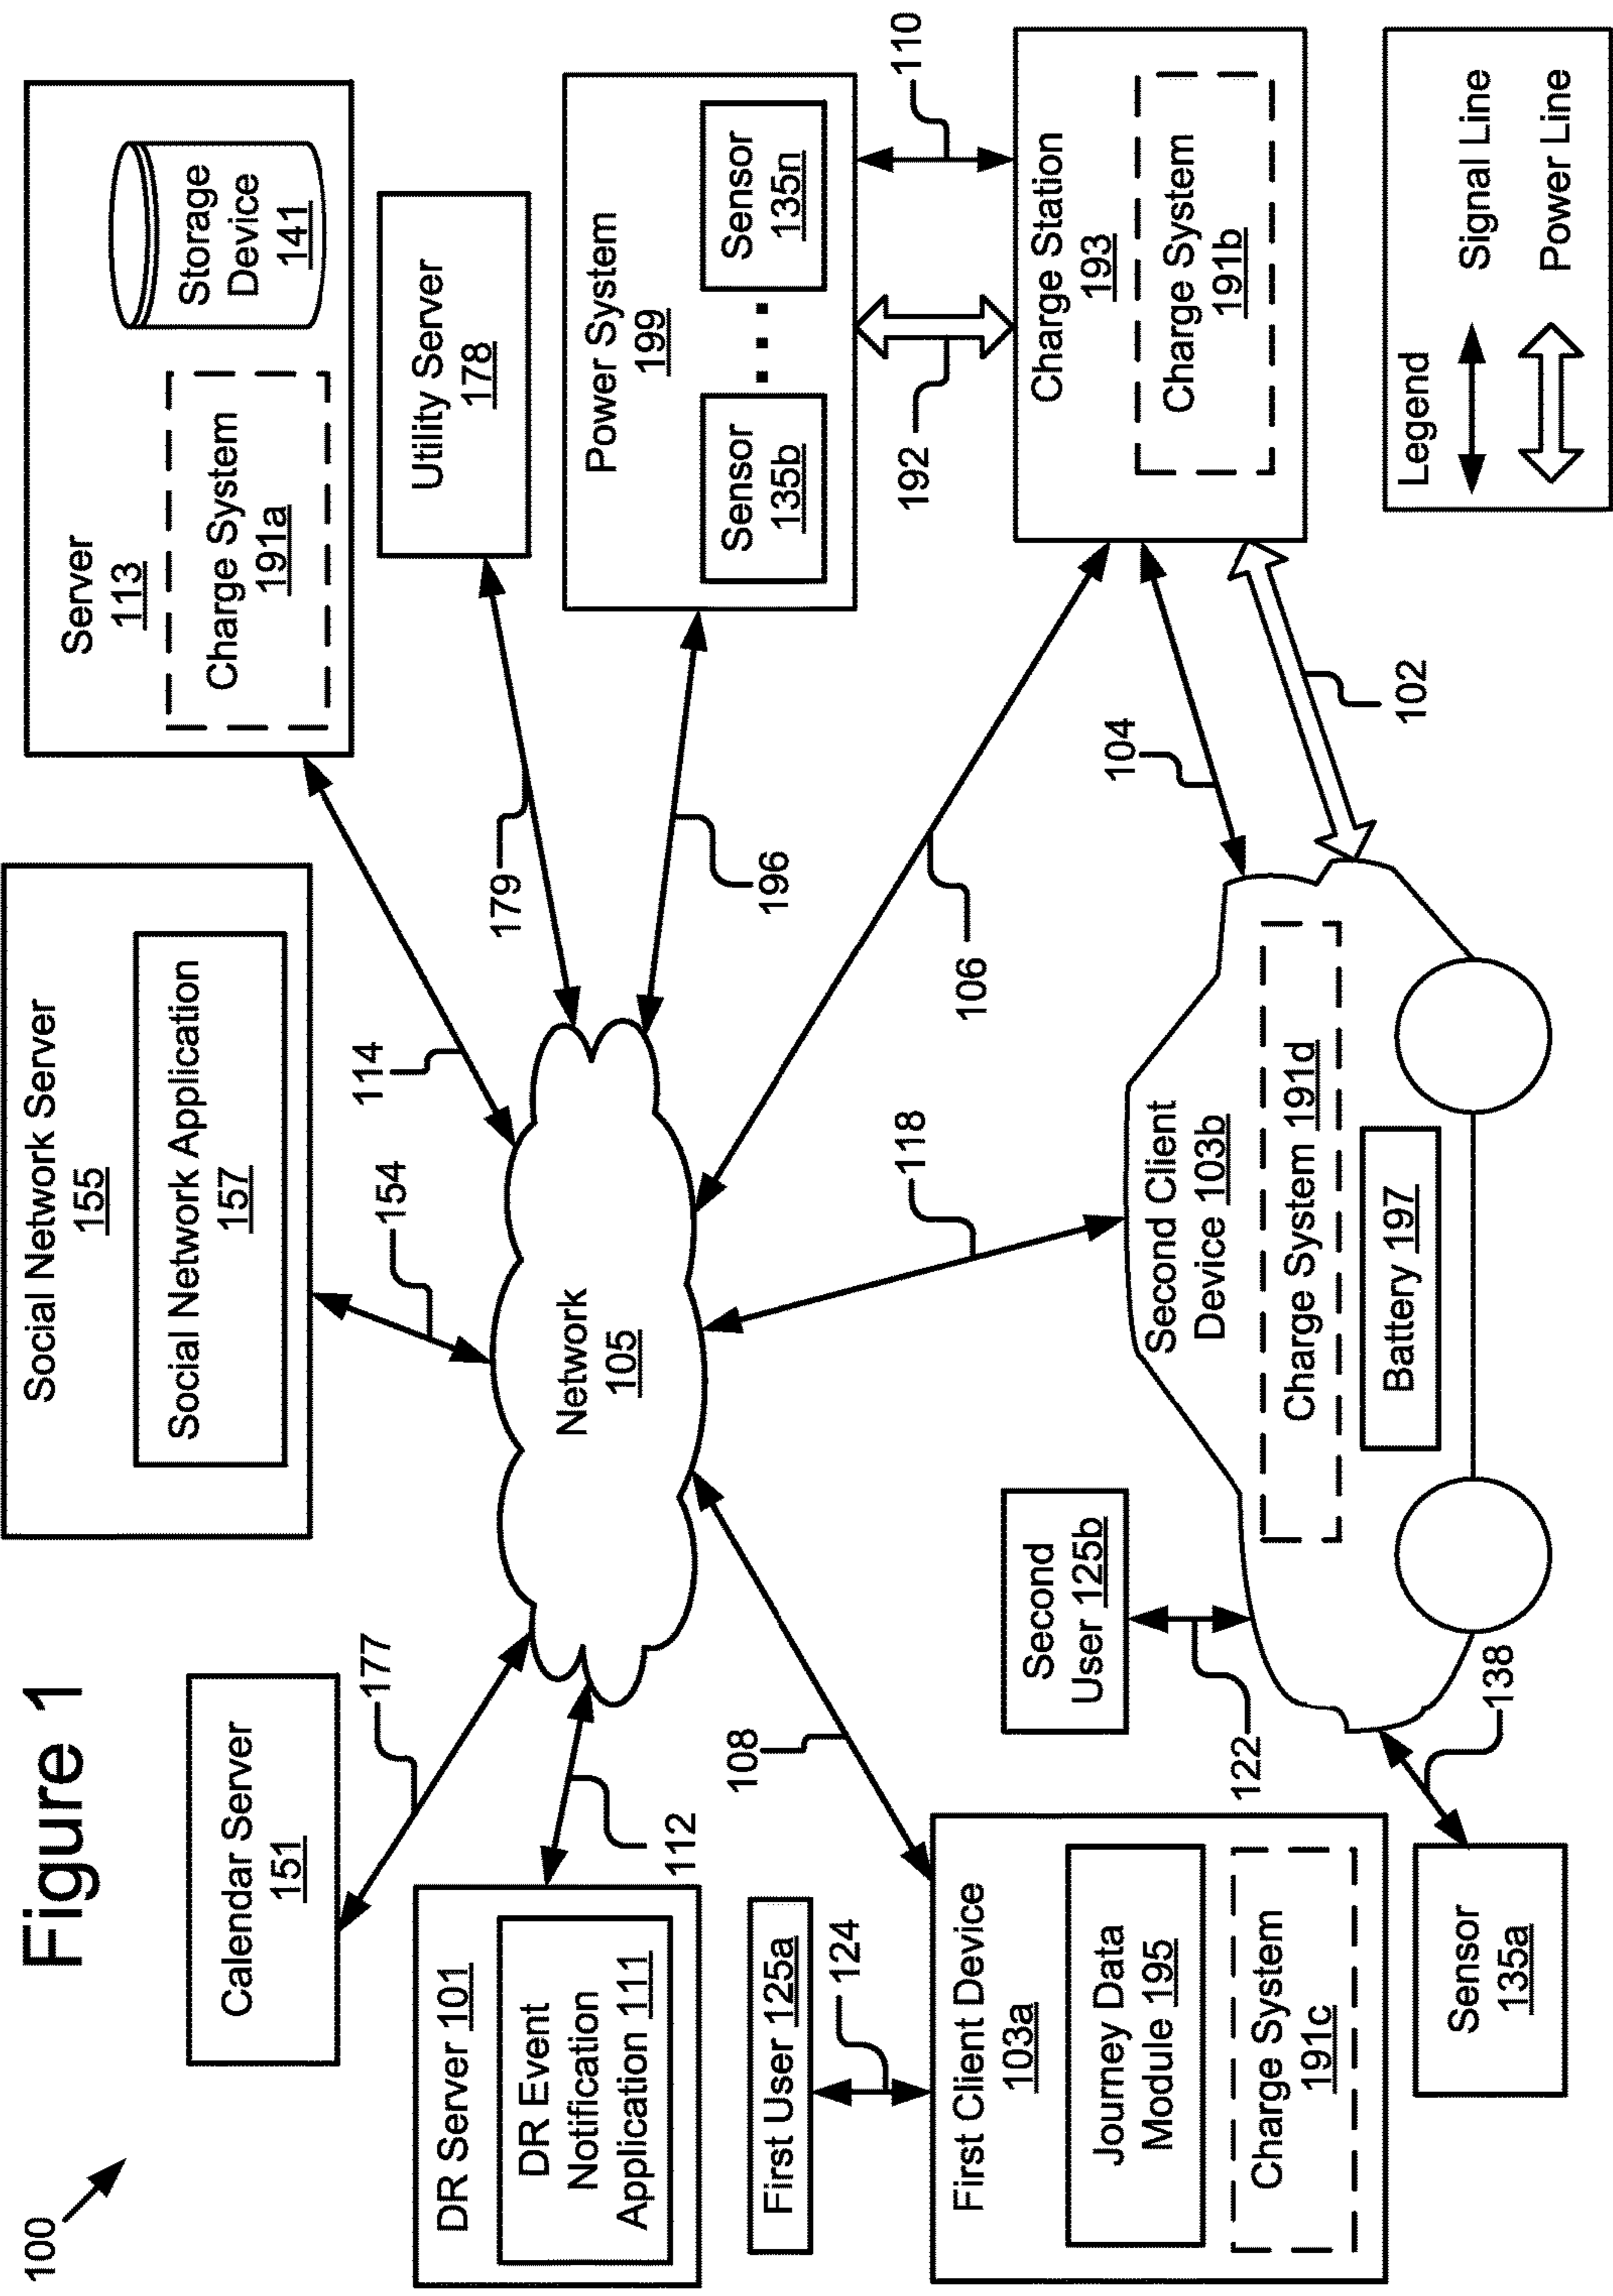 100
Figure 1
Calendar Server
151
177
Social Network Server
155
Social Network Application
157
154
Server
113
Charge System
191a
Storage
Device
141
114
DR Server 101
DR Event
Notification
Application 111
112
Network
105
179
Utility Server
178
196
Power System
199
Sensor
135b
Sensor
135n
First User 125a
124
108
118
106
192
110
First Client Device
103a
Journey Data
Module 195
Charge System
191c
Second
User 125b
122
Second Client
Device 103b
Charge System 191d
Battery 197
104
102
Charge Station
193
Charge System
191b
Sensor
135a
138
Legend
Signal Line
Power Line